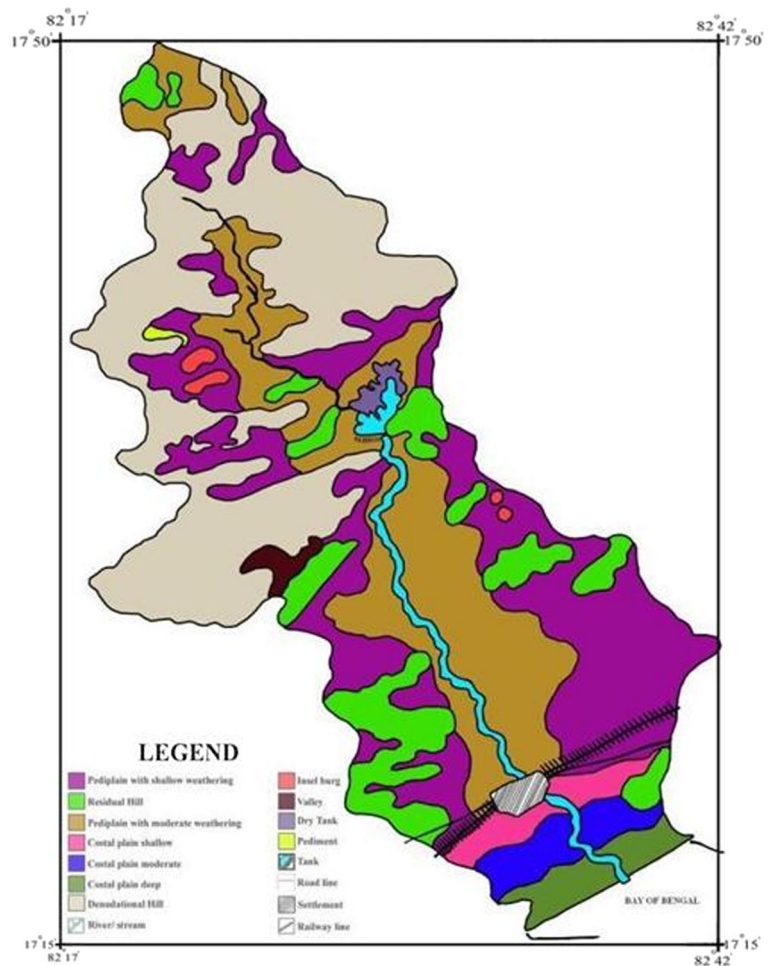 82°17' 82°42'
17°50' 17°50'
LEGEND
Pediplain with shallow weathering
Residual Hill
Pediplain with moderate weathering
Costal plain shallow
Costal plain moderate
Costal plain deep
Denudational Hill
River/ stream
Insel burg
Valley
Dry Tank
Pediment
Tank
Road line
Settlement
Railway line
BAY OF BENGAL
17°15' 17°15'
82°17' 82°42'